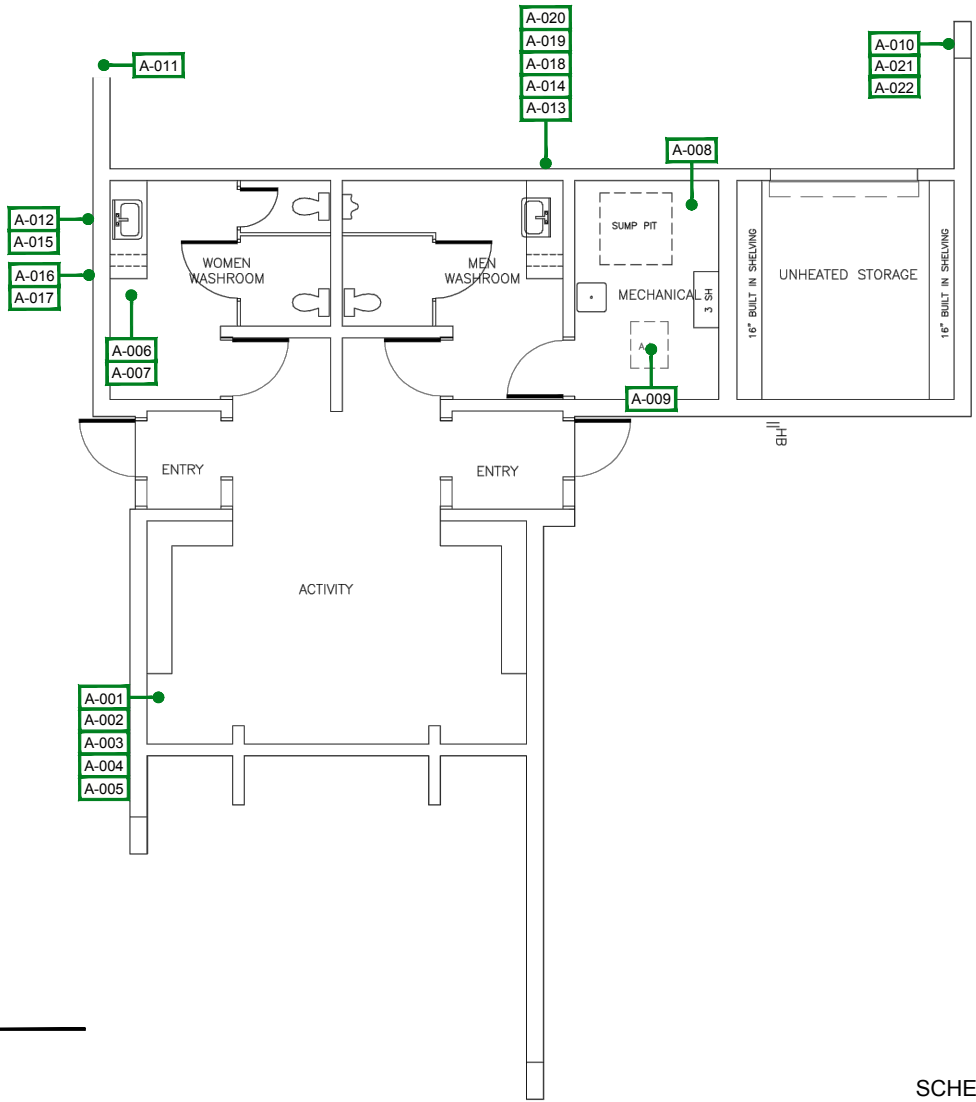 A-020
A-019
A-018
A-014
A-013
A-010
A-021
A-022
A-011
A-008
A-012
A-015
A-016
A-017
A-006
A-007
A-009
WOMEN
WASHROOM
MEN
WASHROOM
SUMP PIT
MECHANICAL
3 SH
16" BUILT IN SHELVING
UNHEATED STORAGE
16" BUILT IN SHELVING
HB
ENTRY
ENTRY
ACTIVITY
A-001
A-002
A-003
A-004
A-005
SCHE